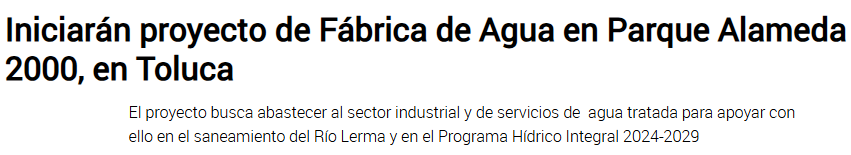 Iniciarán proyecto de Fábrica de Agua en Parque Alameda
2000, en Toluca
El proyecto busca abastecer al sector industrial y de servicios de agua tratada para apoyar con
ello en el saneamiento del Río Lerma y en el Programa Hídrico Integral 2024-2029